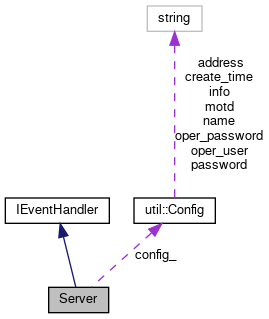 string
address
create_time
info
motd
name
oper_password
oper_user
password
IEventHandler
util::Config
config_
Server